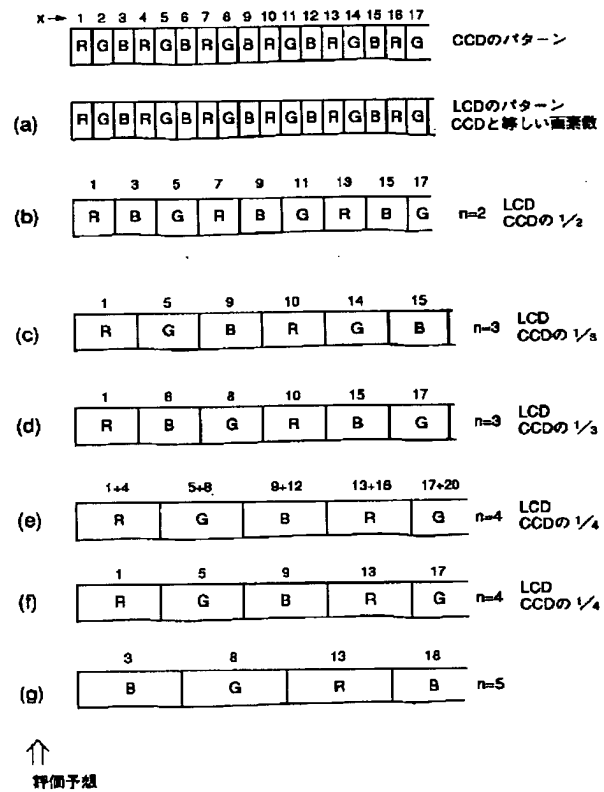 x→ 1 2 3 4 5 6 7 8 9 10 11 12 13 14 15 16 17
R G B R G B R G B R G B R G B R G CCDのパターン
(a) R G B R G B R G B R G B R G B R G LCDのパターン
CCDと等しい画素数
1 3 5 7 9 11 13 15 17
(b) R B G R B G R B G n=2 LCD
CCDの 1/2
1 5 9 10 14 15
(c) R G B R G B n=3 LCD
CCDの 1/3
1 6 8 10 15 17
(d) R B G R B G n=3 LCD
CCDの 1/3
1+4 5+8 9+12 13+16 17+20
(e) R G B R G n=4 LCD
CCDの 1/4
1 5 9 13 17
(f) R G B R G n=4 LCD
CCDの 1/4
3 8 13 18
(g) B G R B n=5
評価予想